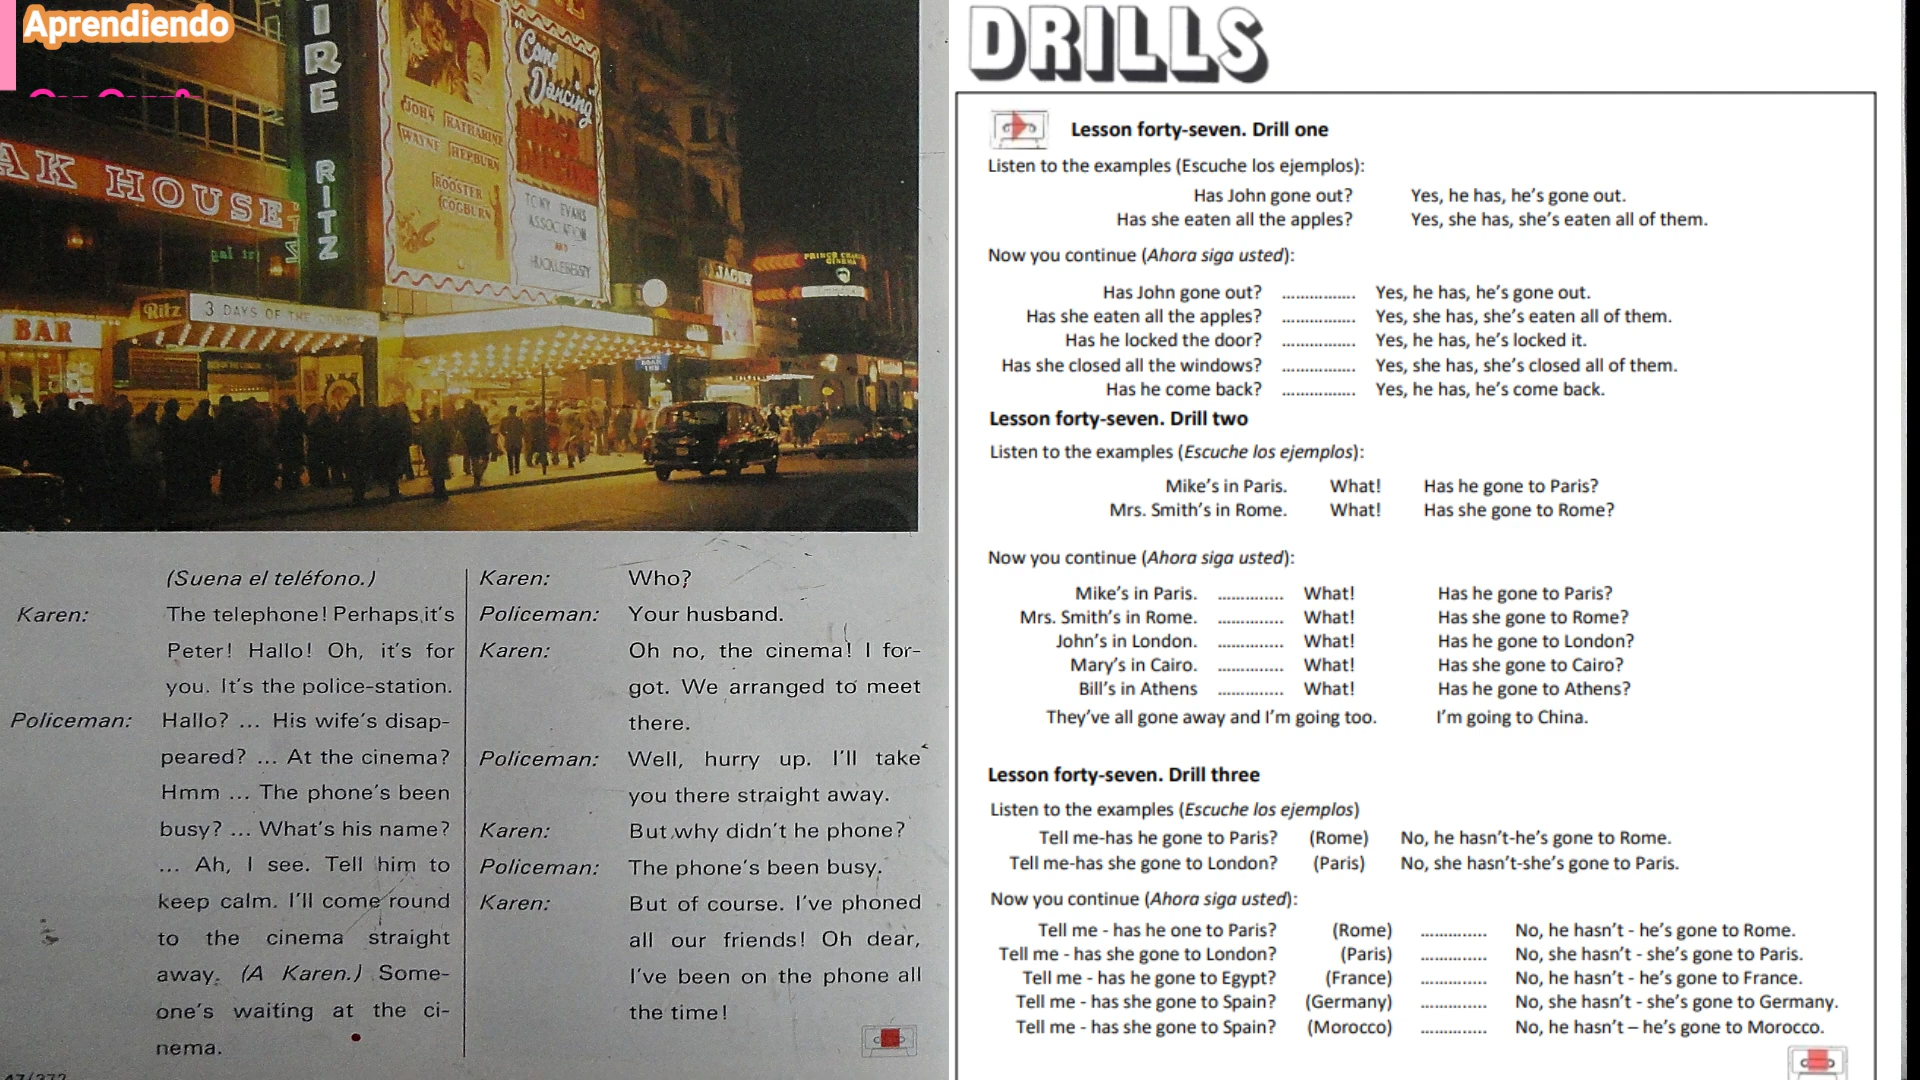 Aprendiendo
IRE
RITZ
AK HOUSE
Come
Dancing
JOHN KATHARINE
WAYNE HEPBURN
ROOSTER
COGBURN
TONY EVANS
ASSOCIATION
AND
HUCKLEBERRY
PRINCE
CINEMA
Ritz
3 DAYS OF THE
BAR
(Suena el teléfono.)
Karen: The telephone! Perhaps it's
Peter! Hallo! Oh, it's for
you. It's the police-station.
Policeman: Hallo? ... His wife's disap-
peared? ... At the cinema?
Hmm ... The phone's been
busy? ... What's his name?
... Ah, I see. Tell him to
keep calm. I'll come round
to the cinema straight
away. (A Karen.) Some-
one's waiting at the ci-
nema.
Karen: Who?
Policeman: Your husband.
Karen: Oh no, the cinema! I for-
got. We arranged to meet
there.
Policeman: Well, hurry up. I'll take
you there straight away.
Karen: But why didn't he phone?
Policeman: The phone's been busy.
Karen: But of course. I've phoned
all our friends! Oh dear,
I've been on the phone all
the time!
DRILLS
Lesson forty-seven. Drill one
Listen to the examples (Escuche los ejemplos):
Has John gone out? Yes, he has, he's gone out.
Has she eaten all the apples? Yes, she has, she's eaten all of them.
Now you continue (Ahora siga usted):
Has John gone out? ................ Yes, he has, he's gone out.
Has she eaten all the apples? ................ Yes, she has, she's eaten all of them.
Has he locked the door? ................ Yes, he has, he's locked it.
Has she closed all the windows? ................ Yes, she has, she's closed all of them.
Has he come back? ................ Yes, he has, he's come back.
Lesson forty-seven. Drill two
Listen to the examples (Escuche los ejemplos):
Mike's in Paris. What! Has he gone to Paris?
Mrs. Smith's in Rome. What! Has she gone to Rome?
Now you continue (Ahora siga usted):
Mike's in Paris. .............. What! Has he gone to Paris?
Mrs. Smith's in Rome. .............. What! Has she gone to Rome?
John's in London. .............. What! Has he gone to London?
Mary's in Cairo. .............. What! Has she gone to Cairo?
Bill's in Athens .............. What! Has he gone to Athens?
They've all gone away and I'm going too. I'm going to China.
Lesson forty-seven. Drill three
Listen to the examples (Escuche los ejemplos)
Tell me-has he gone to Paris? (Rome) No, he hasn't-he's gone to Rome.
Tell me-has she gone to London? (Paris) No, she hasn't-she's gone to Paris.
Now you continue (Ahora siga usted):
Tell me - has he one to Paris? (Rome) .............. No, he hasn't - he's gone to Rome.
Tell me - has she gone to London? (Paris) .............. No, she hasn't - she's gone to Paris.
Tell me - has he gone to Egypt? (France) .............. No, he hasn't - he's gone to France.
Tell me - has she gone to Spain? (Germany) .............. No, she hasn't - she's gone to Germany.
Tell me - has she gone to Spain? (Morocco) .............. No, he hasn't – he's gone to Morocco.